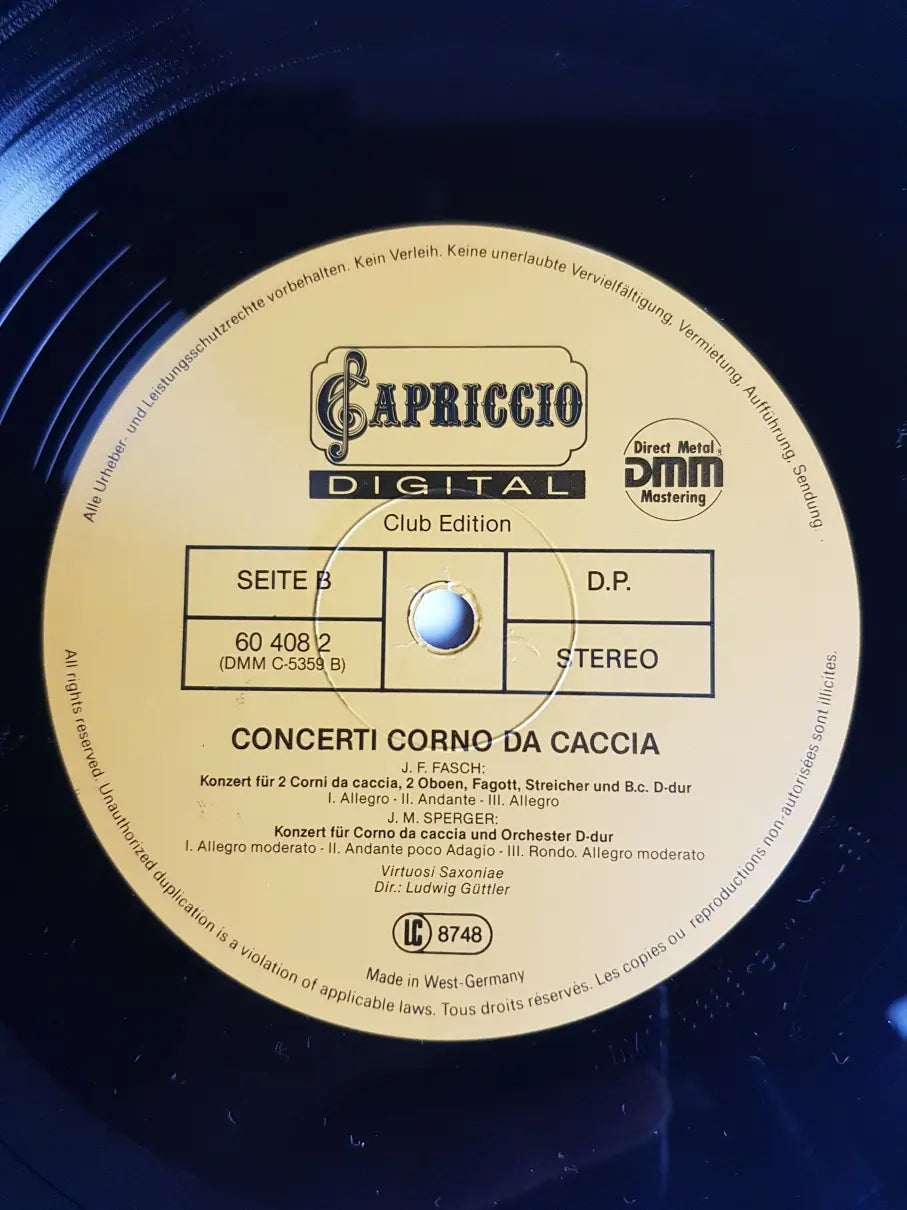 Alle Urheber- und Leistungsschutzrechte vorbehalten. Kein Verleih. Keine unerlaubte Vervielfältigung, Vermietung, Aufführung, Sendung.
CAPRICCIO
DIGITAL
Club Edition
Direct Metal
DMM
Mastering
SEITE B
D.P.
60 408 2
(DMM C-5359 B)
STEREO
CONCERTI CORNO DA CACCIA
J. F. FASCH:
Konzert für 2 Corni da caccia, 2 Oboen, Fagott, Streicher und B.c. D-dur
I. Allegro - II. Andante - III. Allegro
J. M. SPERGER:
Konzert für Corno da caccia und Orchester D-dur
I. Allegro moderato - II. Andante poco Adagio - III. Rondo. Allegro moderato
Virtuosi Saxoniae
Dir.: Ludwig Güttler
LC 8748
Made in West-Germany
All rights reserved. Unauthorized duplication is a violation of applicable laws. Tous droits réservés. Les copies ou reproductions non-autorisées sont illicites.